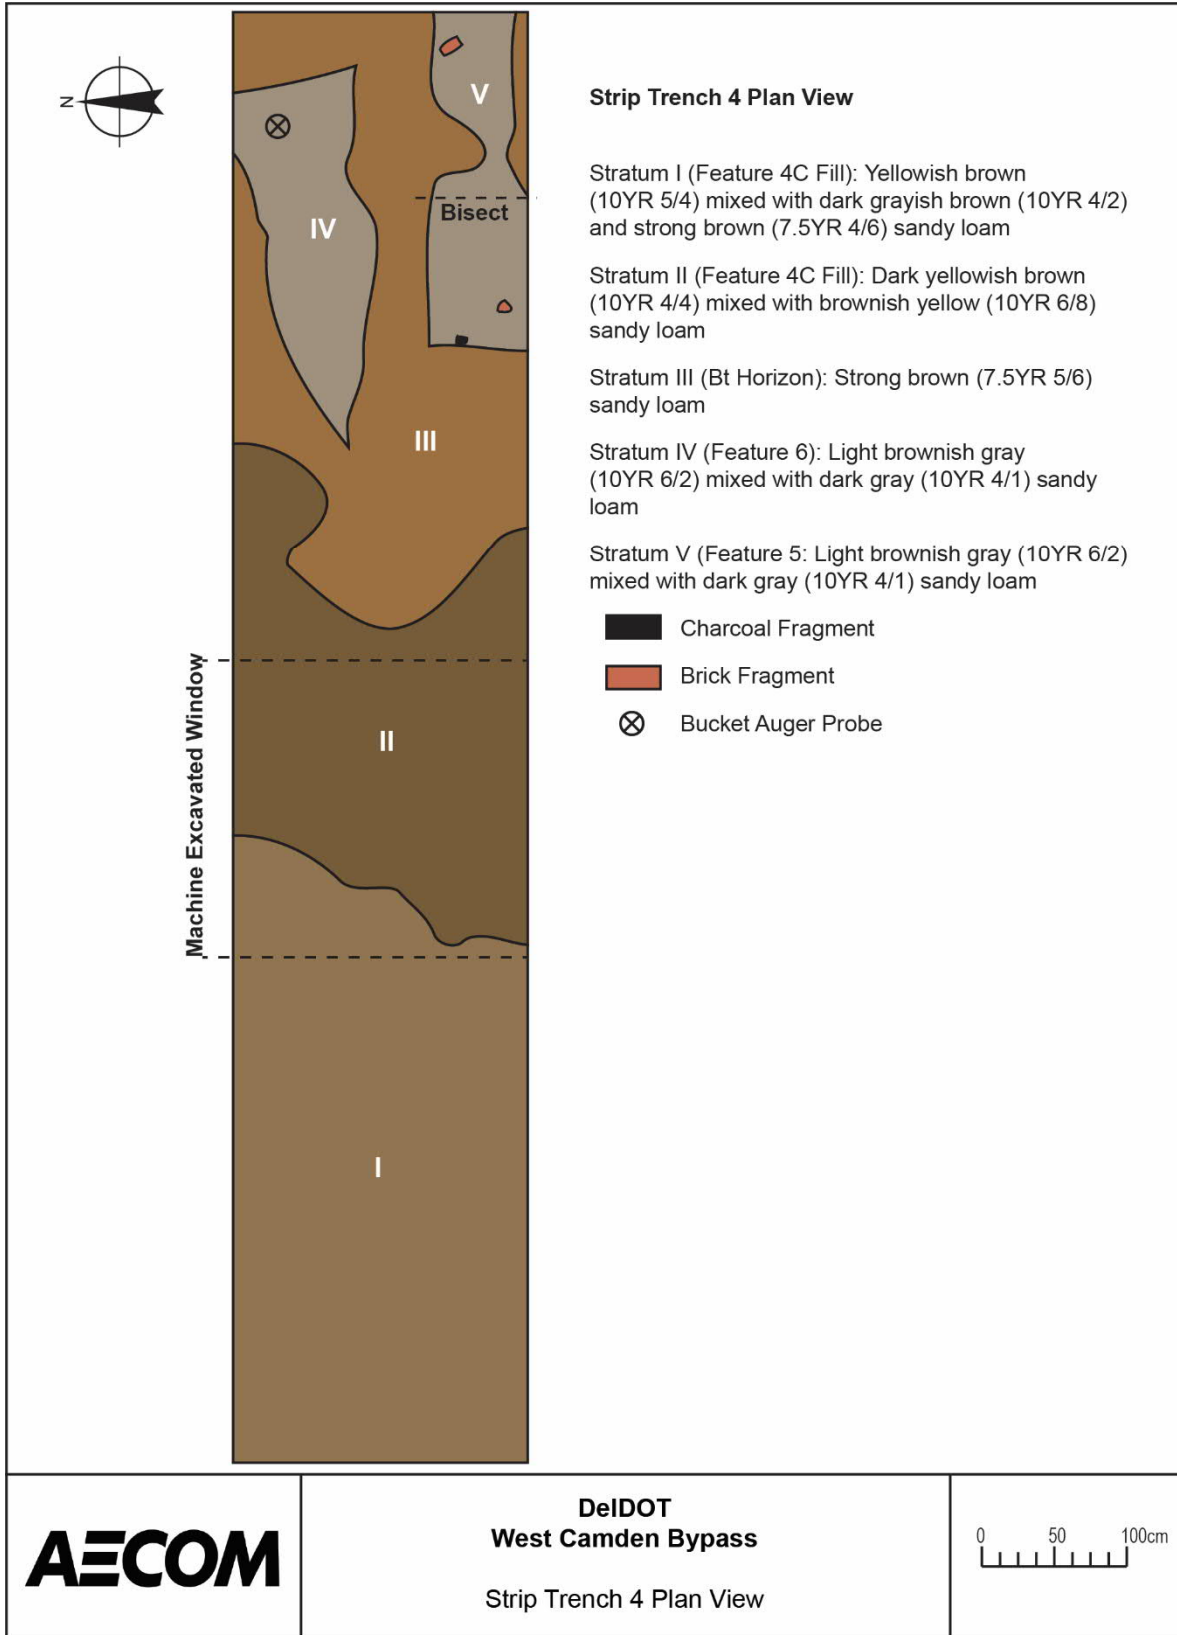 N
V
Bisect
IV
III
Machine Excavated Window
II
I
Strip Trench 4 Plan View
Stratum I (Feature 4C Fill): Yellowish brown
(10YR 5/4) mixed with dark grayish brown (10YR 4/2)
and strong brown (7.5YR 4/6) sandy loam
Stratum II (Feature 4C Fill): Dark yellowish brown
(10YR 4/4) mixed with brownish yellow (10YR 6/8)
sandy loam
Stratum III (Bt Horizon): Strong brown (7.5YR 5/6)
sandy loam
Stratum IV (Feature 6): Light brownish gray
(10YR 6/2) mixed with dark gray (10YR 4/1) sandy
loam
Stratum V (Feature 5: Light brownish gray (10YR 6/2)
mixed with dark gray (10YR 4/1) sandy loam
Charcoal Fragment
Brick Fragment
Bucket Auger Probe
AECOM
DelDOT
West Camden Bypass
Strip Trench 4 Plan View
0 50 100cm